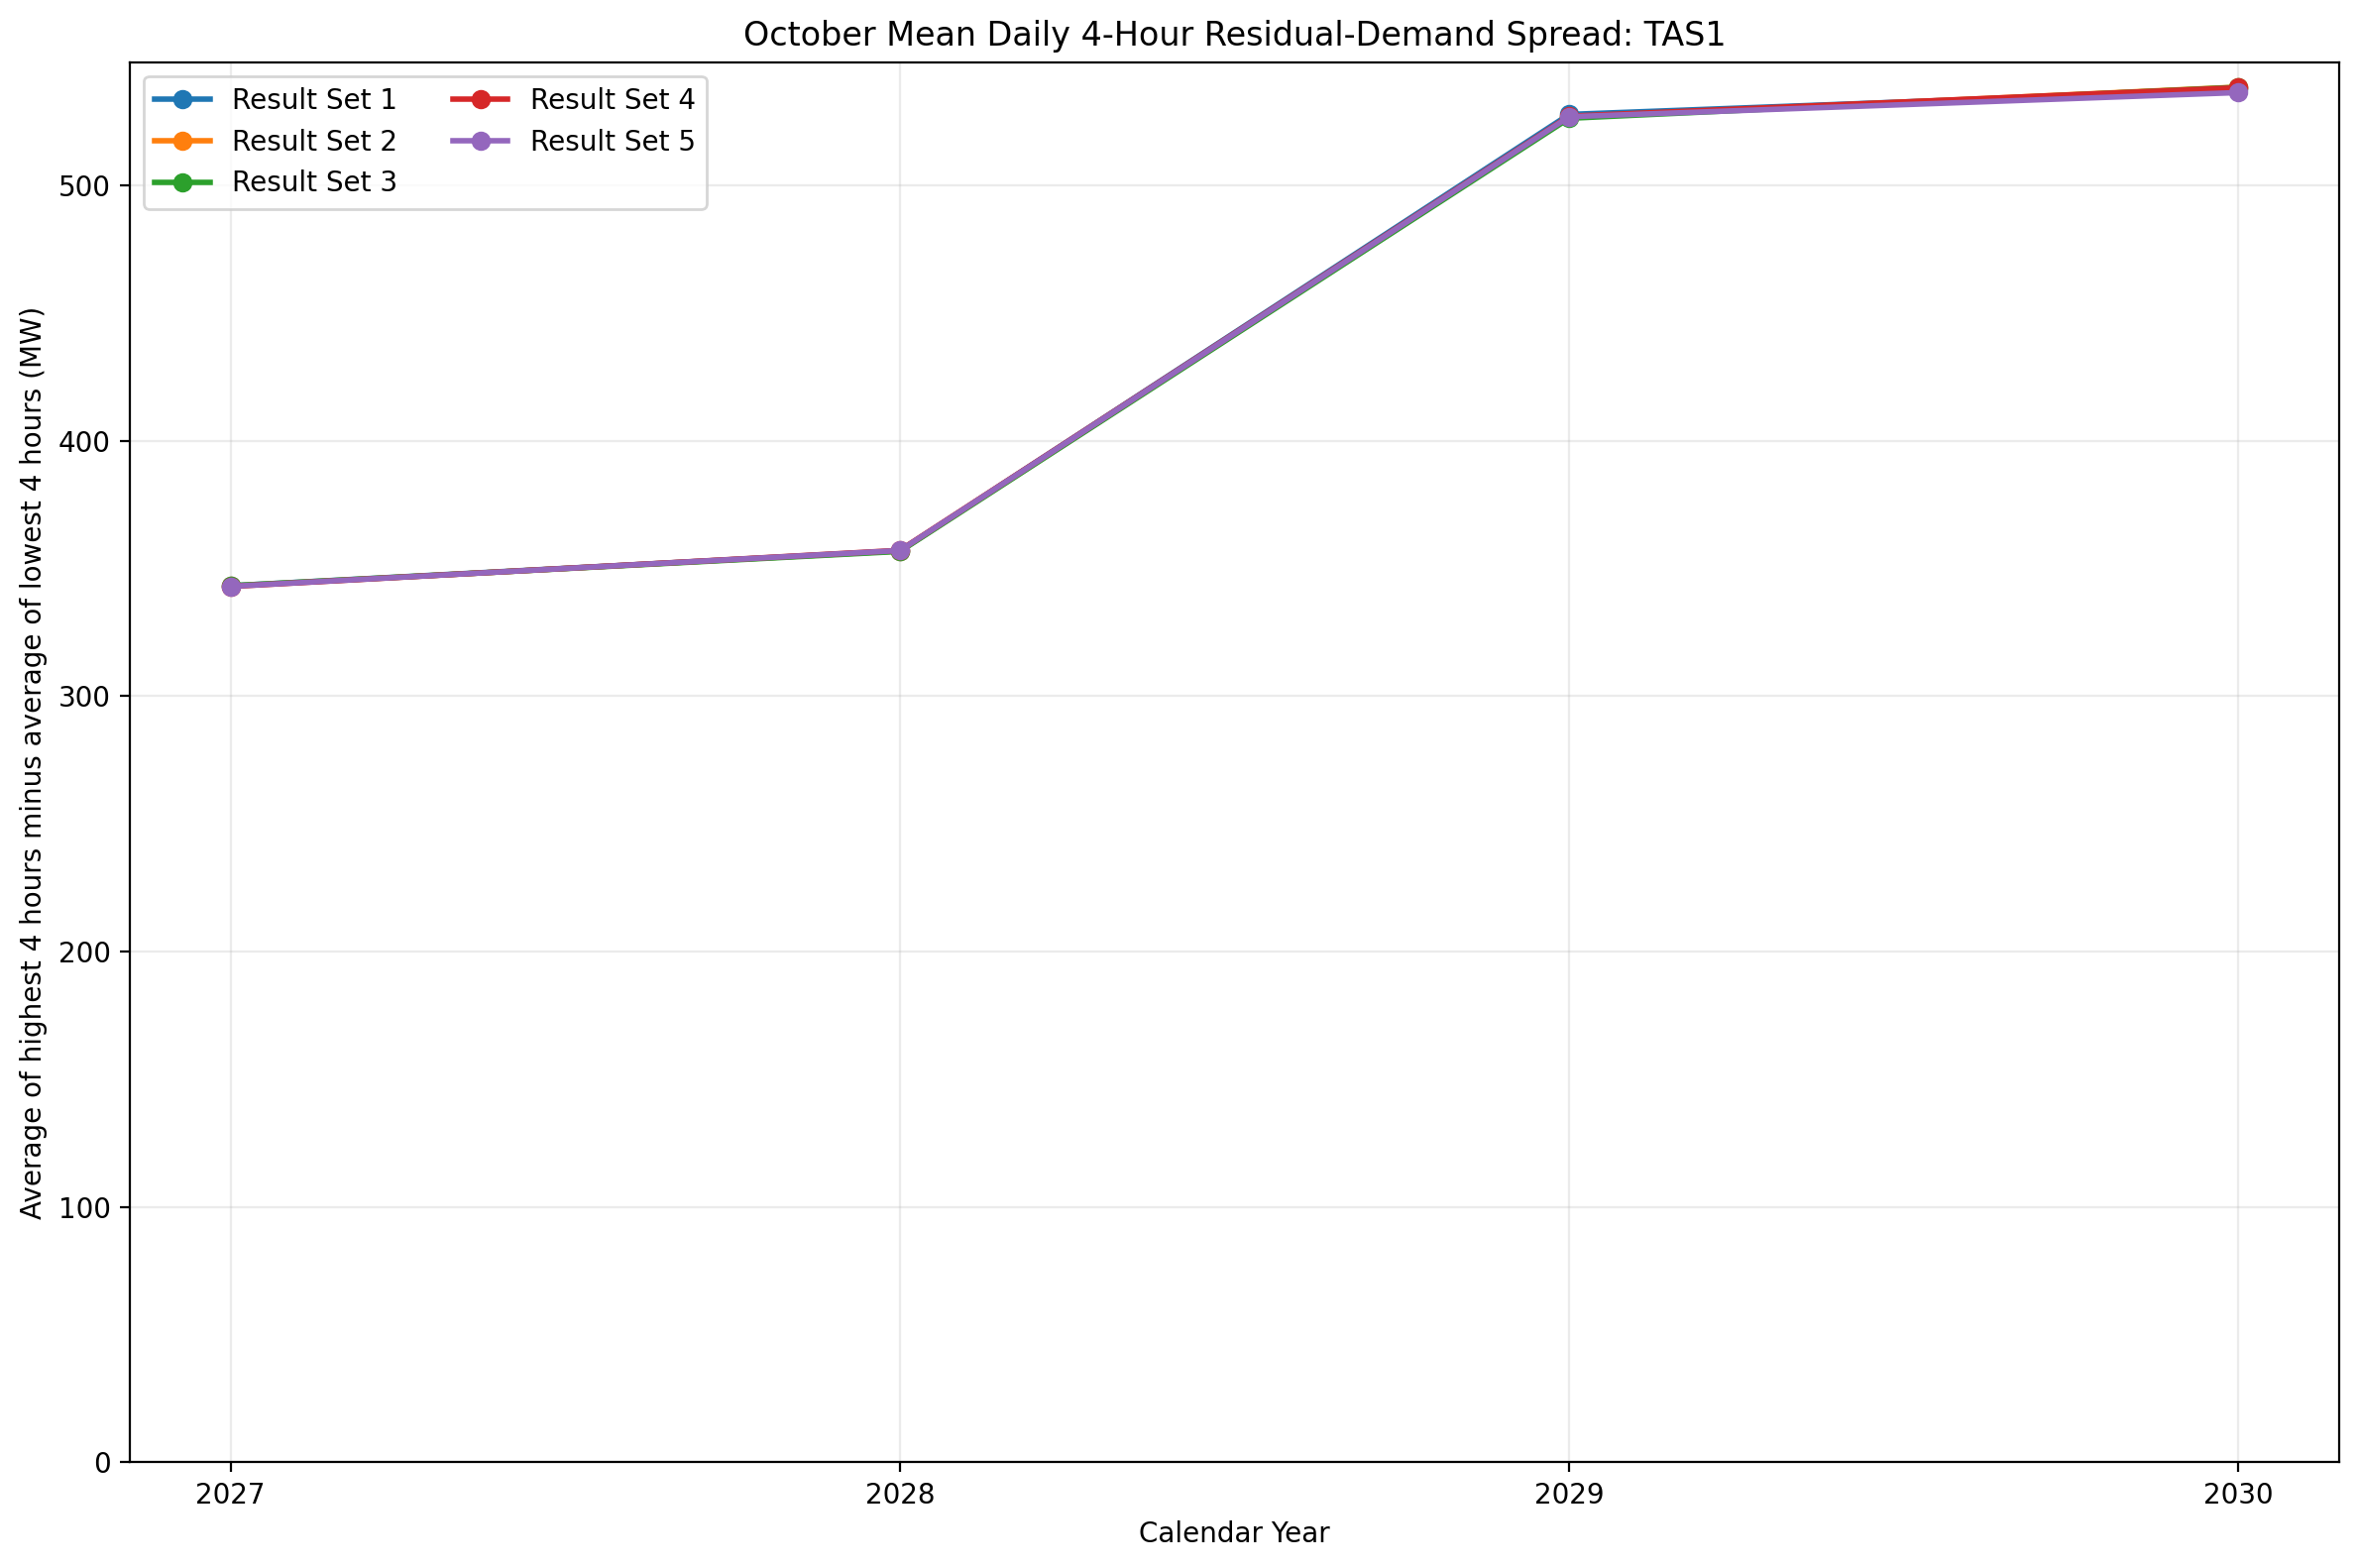 October Mean Daily 4-Hour Residual-Demand Spread: TAS1
Result Set 1
Result Set 2
Result Set 3
Result Set 4
Result Set 5
Average of highest 4 hours minus average of lowest 4 hours (MW)
500
400
300
200
100
0
2027
2028
2029
2030
Calendar Year